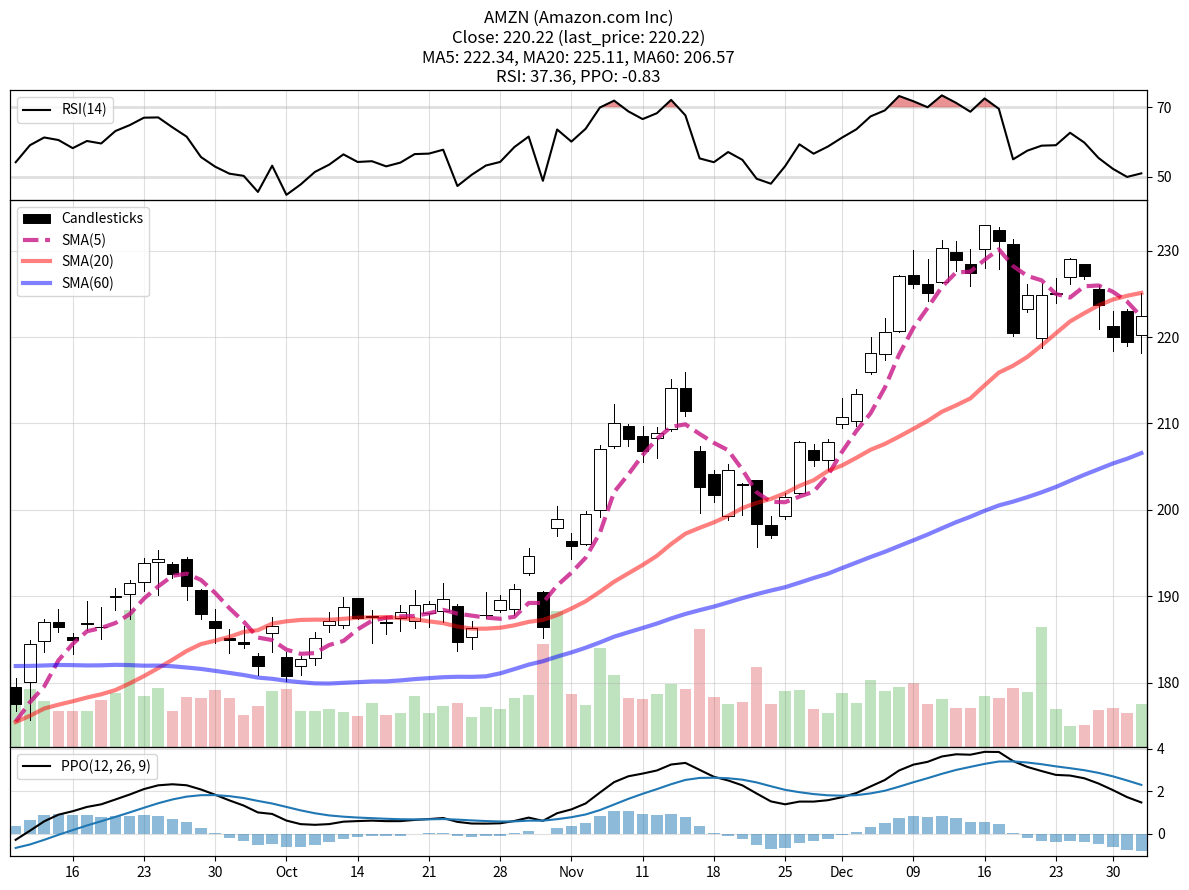 AMZN (Amazon.com Inc)
Close: 220.22 (last_price: 220.22)
MA5: 222.34, MA20: 225.11, MA60: 206.57
RSI: 37.36, PPO: -0.83
RSI(14)
70
50
Candlesticks
SMA(5)
SMA(20)
SMA(60)
230
220
210
200
190
180
PPO(12, 26, 9)
4
2
0
16 23 30 Oct 14 21 28 Nov 11 18 25 Dec 09 16 23 30